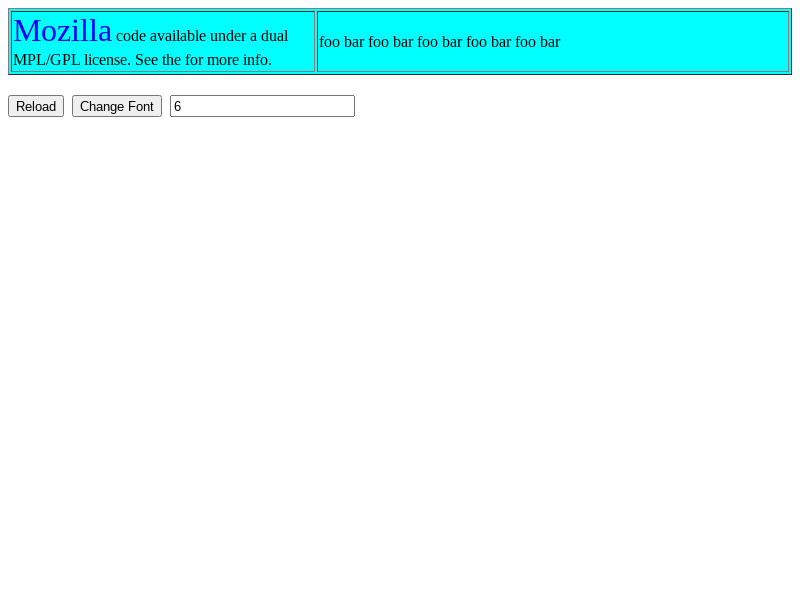 Mozilla code available under a dual
MPL/GPL license. See the for more info.
foo bar foo bar foo bar foo bar foo bar
Reload Change Font 6